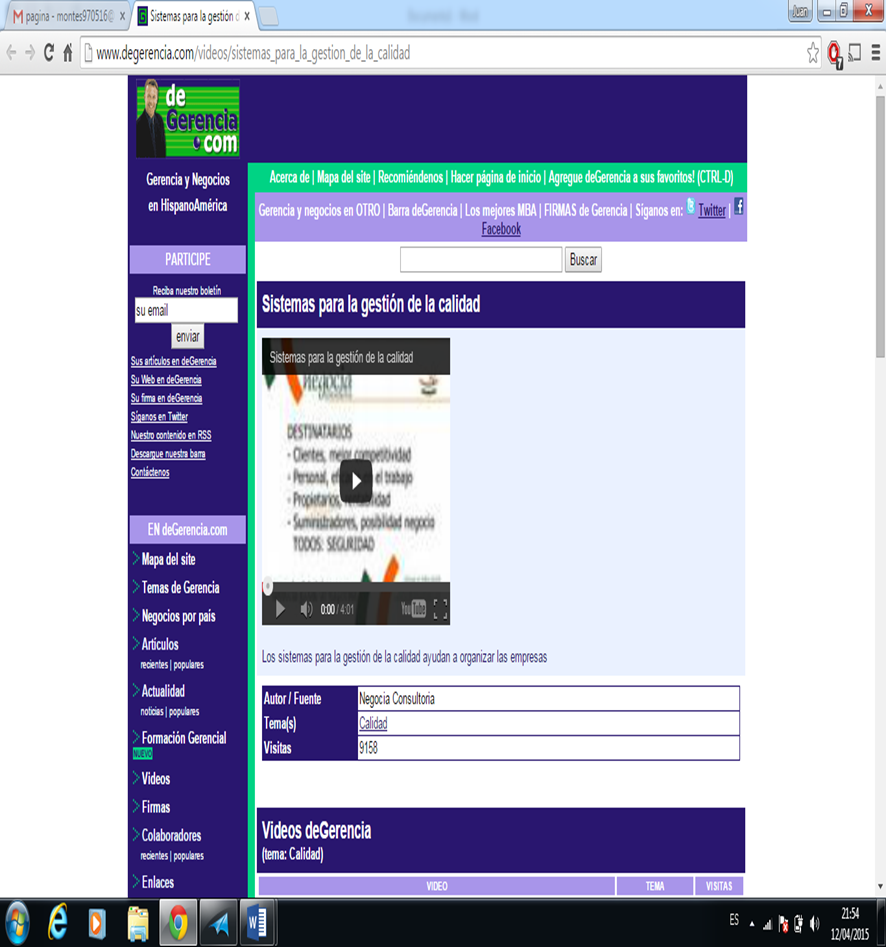 pagina - montes970516@
Sistemas para la gestión d
Juan
www.degerencia.com/videos/sistemas_para_la_gestion_de_la_calidad
7
de
Gerencia
.com
Gerencia y Negocios
en HispanoAmérica
Acerca de | Mapa del site | Recomiéndenos | Hacer página de inicio | Agregue deGerencia a sus favoritos! (CTRL-D)
Gerencia y negocios en OTRO | Barra deGerencia | Los mejores MBA | FIRMAS de Gerencia | Síganos en: Twitter |
Facebook
Buscar
PARTICIPE
Reciba nuestro boletín
su email
enviar
Sus artículos en deGerencia
Su Web en deGerencia
Su firma en deGerencia
Síganos en Twitter
Nuestro contenido en RSS
Descargue nuestra barra
Contáctenos
EN deGerencia.com
Mapa del site
Temas de Gerencia
Negocios por país
Artículos
recientes | populares
Actualidad
noticias | populares
Formación Gerencial
NUEVO
Videos
Firmas
Colaboradores
recientes | populares
Enlaces
Sistemas para la gestión de la calidad
Sistemas para la gestión de la calidad
negocia
DESTINATARIOS
- Clientes, mejor competitividad
- Personal, en el trabajo
- Propietarios,
- Suministradores, posibilidad negocio
TODOS: SEGURIDAD
0:00 / 4:01
YouTube
Los sistemas para la gestión de la calidad ayudan a organizar las empresas
Autor / Fuente Negocia Consultoria
Tema(s) Calidad
Visitas 9158
Videos deGerencia
(tema: Calidad)
VIDEO TEMA VISITAS
ES
21:54
12/04/2015